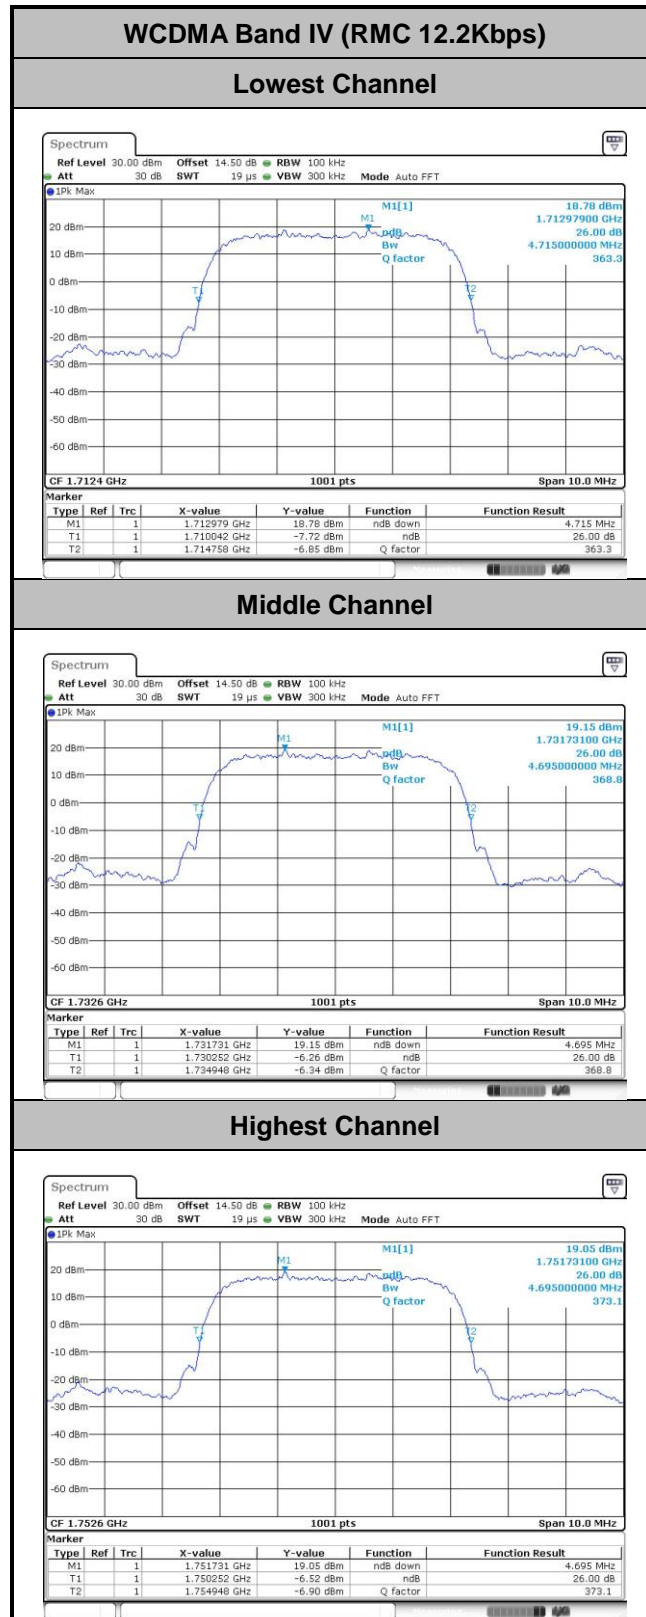 WCDMA Band IV (RMC 12.2Kbps)
Lowest Channel
Spectrum
Ref Level 30.00 dBm Offset 14.50 dB RBW 100 kHz
Att 30 dB SWT 19 µs VBW 300 kHz Mode Auto FFT
1Pk Max
M1[1] 18.78 dBm
1.71297900 GHz
M1
20 dBm
ndB 26.00 dB
Bw 4.715000000 MHz
10 dBm
Q factor 363.3
0 dBm
T1 T2
-10 dBm
-20 dBm
-30 dBm
-40 dBm
-50 dBm
-60 dBm
CF 1.7124 GHz 1001 pts Span 10.0 MHz
Marker
Type Ref Trc X-value Y-value Function Function Result
M1 1 1.712979 GHz 18.78 dBm ndB down 4.715 MHz
T1 1 1.710042 GHz -7.72 dBm ndB 26.00 dB
T2 1 1.714758 GHz -6.85 dBm Q factor 363.3
Middle Channel
Spectrum
Ref Level 30.00 dBm Offset 14.50 dB RBW 100 kHz
Att 30 dB SWT 19 µs VBW 300 kHz Mode Auto FFT
1Pk Max
M1[1] 19.15 dBm
1.73173100 GHz
M1
20 dBm
ndB 26.00 dB
Bw 4.695000000 MHz
10 dBm
Q factor 368.8
0 dBm
T1 T2
-10 dBm
-20 dBm
-30 dBm
-40 dBm
-50 dBm
-60 dBm
CF 1.7326 GHz 1001 pts Span 10.0 MHz
Marker
Type Ref Trc X-value Y-value Function Function Result
M1 1 1.731731 GHz 19.15 dBm ndB down 4.695 MHz
T1 1 1.730252 GHz -6.26 dBm ndB 26.00 dB
T2 1 1.734948 GHz -6.34 dBm Q factor 368.8
Highest Channel
Spectrum
Ref Level 30.00 dBm Offset 14.50 dB RBW 100 kHz
Att 30 dB SWT 19 µs VBW 300 kHz Mode Auto FFT
1Pk Max
M1[1] 19.05 dBm
1.75173100 GHz
M1
20 dBm
ndB 26.00 dB
Bw 4.695000000 MHz
10 dBm
Q factor 373.1
0 dBm
T1 T2
-10 dBm
-20 dBm
-30 dBm
-40 dBm
-50 dBm
-60 dBm
CF 1.7526 GHz 1001 pts Span 10.0 MHz
Marker
Type Ref Trc X-value Y-value Function Function Result
M1 1 1.751731 GHz 19.05 dBm ndB down 4.695 MHz
T1 1 1.750252 GHz -6.52 dBm ndB 26.00 dB
T2 1 1.754948 GHz -6.90 dBm Q factor 373.1